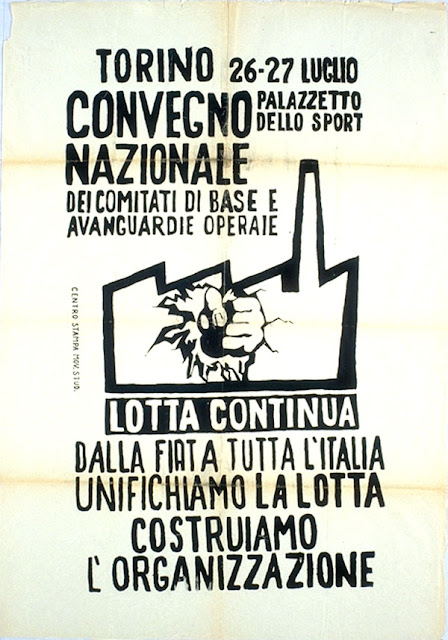 TORINO 26-27 LUGLIO
CONVEGNO PALAZZETTO
DELLO SPORT
NAZIONALE
DEI COMITATI DI BASE E
AVANGUARDIE OPERAIE
CENTRO STAMPA MOV. STUD.
LOTTA CONTINUA
DALLA FIAT A TUTTA L'ITALIA
UNIFICHIAMO LA LOTTA
COSTRUIAMO
L'ORGANIZZAZIONE